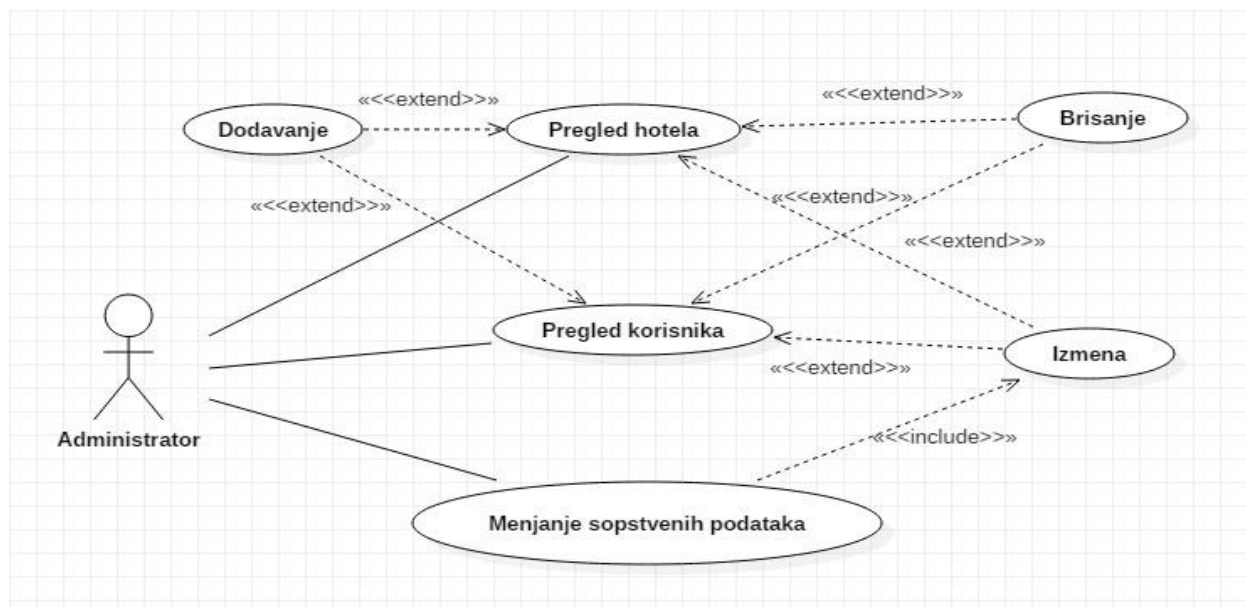 «<<extend>>»
«<<extend>>»
Dodavanje
Pregled hotela
Brisanje
«<<extend>>»
«<<extend>>»
«<<extend>>»
Pregled korisnika
Izmena
«<<extend>>»
Administrator
«<<include>>»
Menjanje sopstvenih podataka